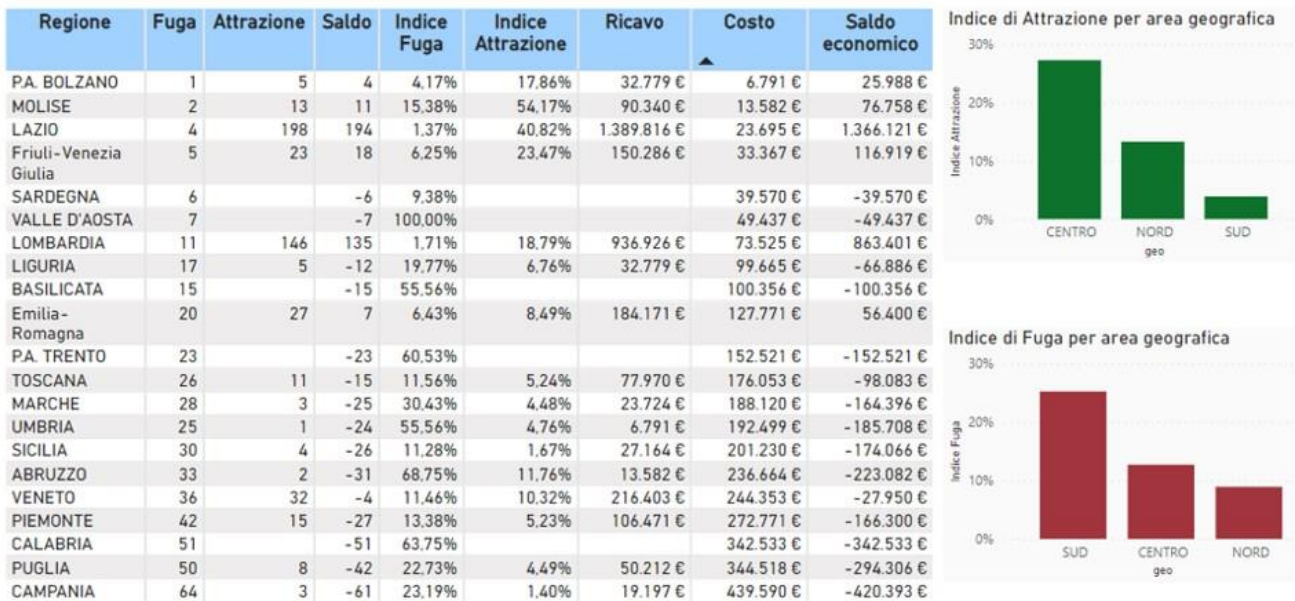 Regione Fuga Attrazione Saldo Indice Fuga Indice Attrazione Ricavo Costo Saldo economico
P.A. BOLZANO 1 5 4 4,17% 17,86% 32.779 € 6.791 € 25.988 €
MOLISE 2 13 11 15,38% 54,17% 90.340 € 13.582 € 76.758 €
LAZIO 4 198 194 1,37% 40,82% 1.389.816 € 23.695 € 1.366.121 €
Friuli-Venezia Giulia 5 23 18 6,25% 23,47% 150.286 € 33.367 € 116.919 €
SARDEGNA 6 -6 9,38% 39.570 € -39.570 €
VALLE D'AOSTA 7 -7 100,00% 49.437 € -49.437 €
LOMBARDIA 11 146 135 1,71% 18,79% 936.926 € 73.525 € 863.401 €
LIGURIA 17 5 -12 19,77% 6,76% 32.779 € 99.665 € -66.886 €
BASILICATA 15 -15 55,56% 100.356 € -100.356 €
Emilia-Romagna 20 27 7 6,43% 8,49% 184.171 € 127.771 € 56.400 €
P.A. TRENTO 23 -23 60,53% 152.521 € -152.521 €
TOSCANA 26 11 -15 11,56% 5,24% 77.970 € 176.053 € -98.083 €
MARCHE 28 3 -25 30,43% 4,48% 23.724 € 188.120 € -164.396 €
UMBRIA 25 1 -24 55,56% 4,76% 6.791 € 192.499 € -185.708 €
SICILIA 30 4 -26 11,28% 1,67% 27.164 € 201.230 € -174.066 €
ABRUZZO 33 2 -31 68,75% 11,76% 13.582 € 236.664 € -223.082 €
VENETO 36 32 -4 11,46% 10,32% 216.403 € 244.353 € -27.950 €
PIEMONTE 42 15 -27 13,38% 5,23% 106.471 € 272.771 € -166.300 €
CALABRIA 51 -51 63,75% 342.533 € -342.533 €
PUGLIA 50 8 -42 22,73% 4,49% 50.212 € 344.518 € -294.306 €
CAMPANIA 64 3 -61 23,19% 1,40% 19.197 € 439.590 € -420.393 €
Indice di Attrazione per area geografica
Indice Attrazione
30%
20%
10%
0%
CENTRO NORD SUD
geo
Indice di Fuga per area geografica
Indice Fuga
30%
20%
10%
0%
SUD CENTRO NORD
geo